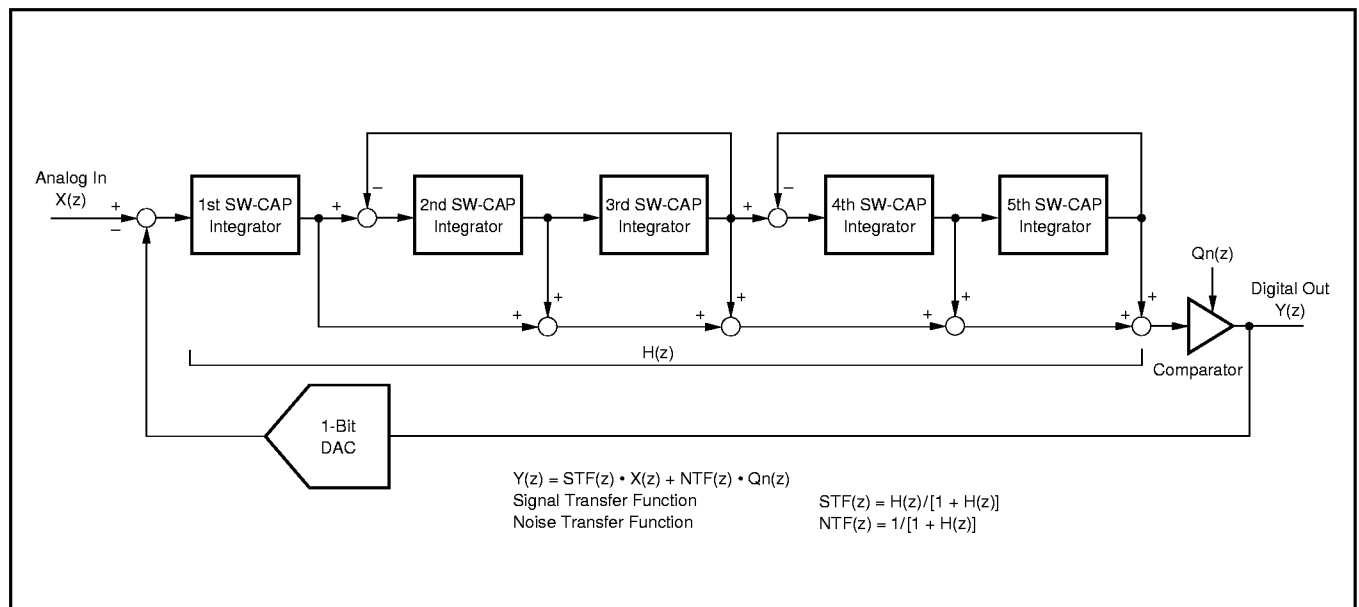 Analog In
X(z)
+
−
1st SW-CAP
Integrator
+
−
2nd SW-CAP
Integrator
3rd SW-CAP
Integrator
+
−
4th SW-CAP
Integrator
5th SW-CAP
Integrator
+
+
+
+
+
+
+
+
Qn(z)
Digital Out
Y(z)
Comparator
H(z)
1-Bit
DAC
Y(z) = STF(z) • X(z) + NTF(z) • Qn(z)
Signal Transfer Function STF(z) = H(z)/[1 + H(z)]
Noise Transfer Function NTF(z) = 1/[1 + H(z)]